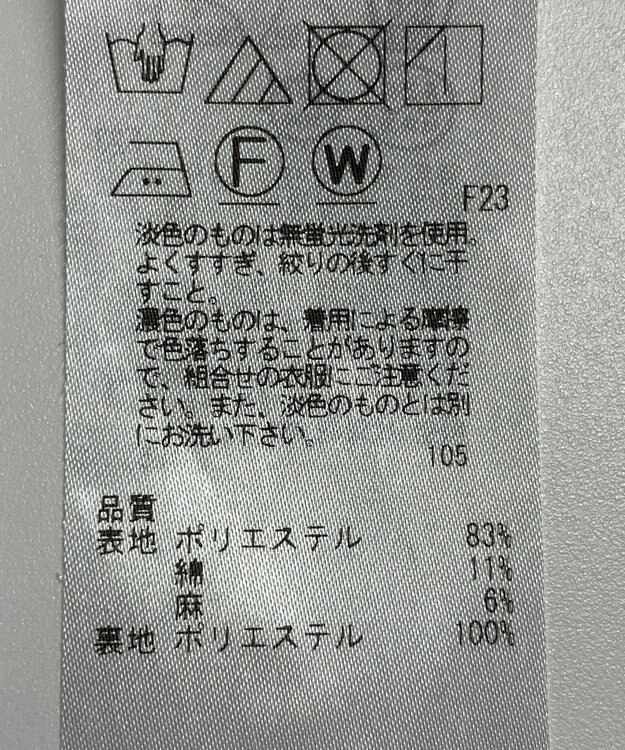 F W
F23
淡色のものは無蛍光洗剤を使用。
よくすすぎ、絞りの後すぐに干
すこと。
濃色のものは、着用による摩擦
で色落ちすることがありますの
で、組合せの衣服にご注意くだ
さい。また、淡色のものとは別
にお洗い下さい。
105
品質
表地 ポリエステル 83%
綿 11%
麻 6%
裏地 ポリエステル 100%